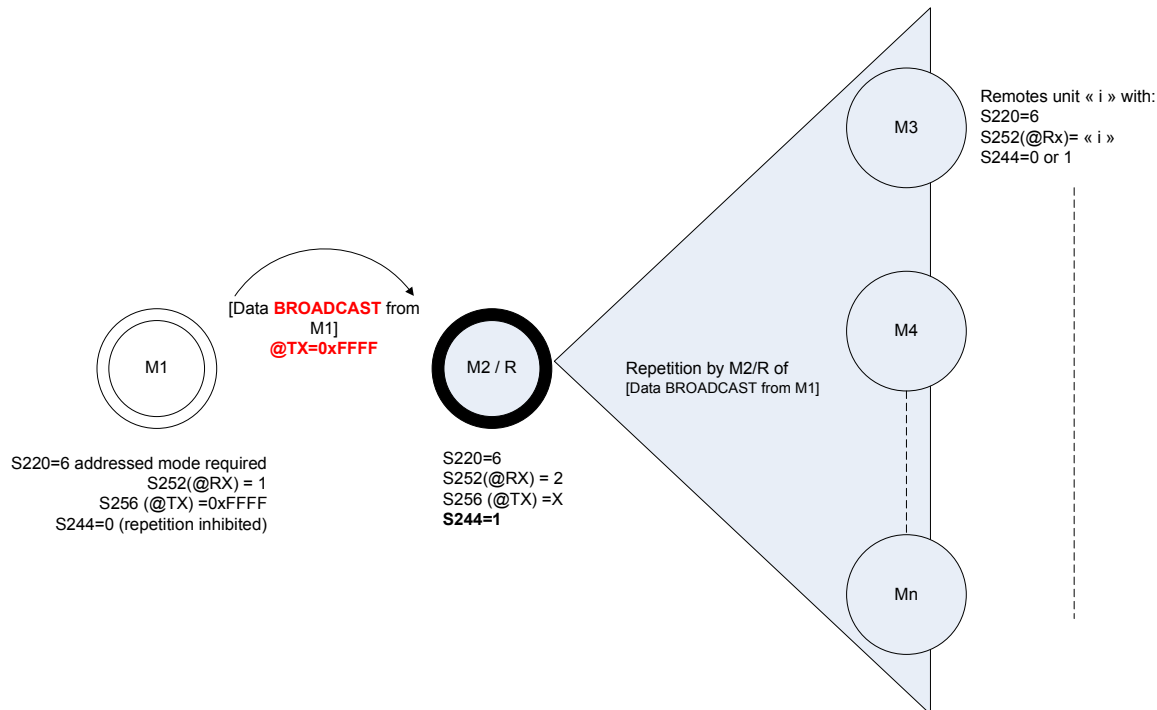 M3
Remotes unit « i » with:
S220=6
S252(@Rx)= « i »
S244=0 or 1
[Data BROADCAST from
M1]
@TX=0xFFFF
M1
M2 / R
M4
Repetition by M2/R of
[Data BROADCAST from M1]
S220=6 addressed mode required
S252(@RX) = 1
S256 (@TX) =0xFFFF
S244=0 (repetition inhibited)
S220=6
S252(@RX) = 2
S256 (@TX) =X
S244=1
Mn